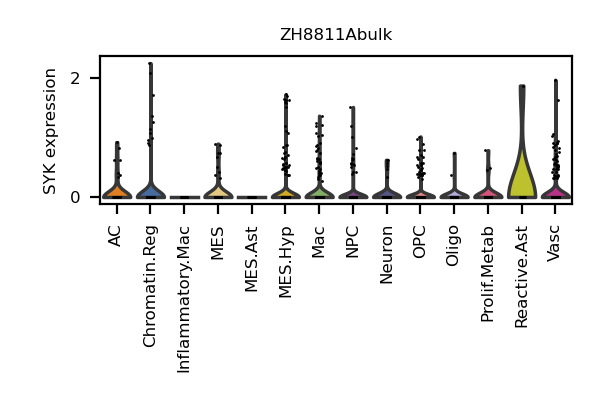 ZH8811Abulk
SYK expression
2
0
AC
Chromatin.Reg
Inflammatory.Mac
MES
MES.Ast
MES.Hyp
Mac
NPC
Neuron
OPC
Oligo
Prolif.Metab
Reactive.Ast
Vasc